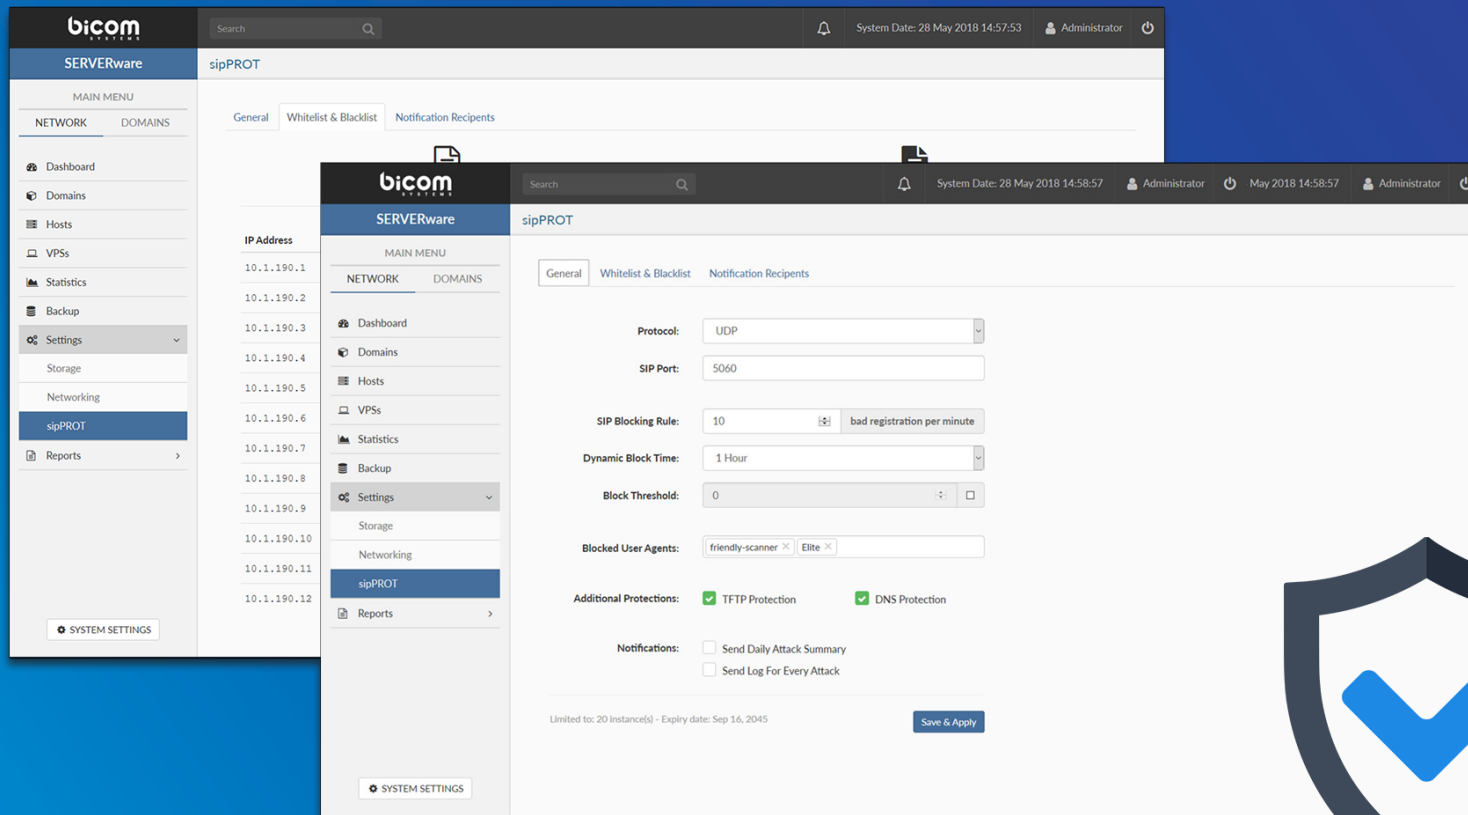 bicom
SYSTEMS
Search
System Date: 28 May 2018 14:57:53
Administrator
SERVERware
sipPROT
MAIN MENU
NETWORK DOMAINS
General Whitelist & Blacklist Notification Recipents
Dashboard
Domains
Hosts
VPSs
Statistics
Backup
Settings
Storage
Networking
sipPROT
Reports
SYSTEM SETTINGS
IP Address
10.1.190.1
10.1.190.2
10.1.190.3
10.1.190.4
10.1.190.5
10.1.190.6
10.1.190.7
10.1.190.8
10.1.190.9
10.1.190.10
10.1.190.11
10.1.190.12
bicom
SYSTEMS
Search
System Date: 28 May 2018 14:58:57
Administrator
May 2018 14:58:57
Administrator
SERVERware
sipPROT
MAIN MENU
NETWORK DOMAINS
Dashboard
Domains
Hosts
VPSs
Statistics
Backup
Settings
Storage
Networking
sipPROT
Reports
SYSTEM SETTINGS
General Whitelist & Blacklist Notification Recipents
Protocol: UDP
SIP Port: 5060
SIP Blocking Rule: 10 bad registration per minute
Dynamic Block Time: 1 Hour
Block Threshold: 0
Blocked User Agents: friendly-scanner Elite
Additional Protections: TFTP Protection DNS Protection
Notifications: Send Daily Attack Summary
Send Log For Every Attack
Limited to: 20 instance(s) - Expiry date: Sep 16, 2045
Save & Apply